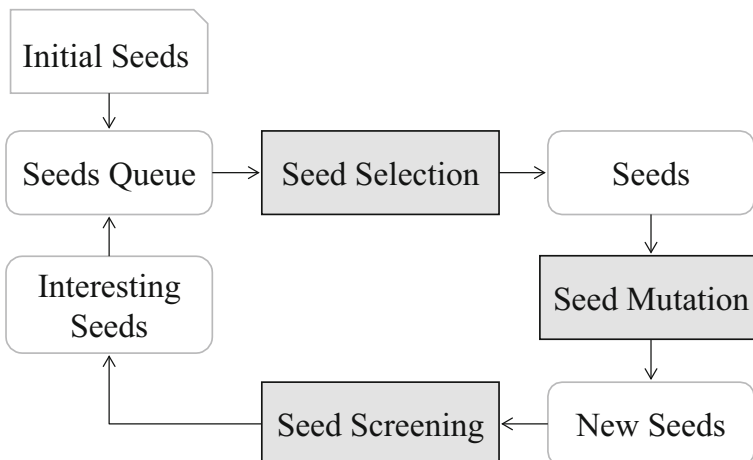 Initial Seeds
Seeds Queue
Seed Selection
Seeds
Interesting
Seeds
Seed Mutation
Seed Screening
New Seeds